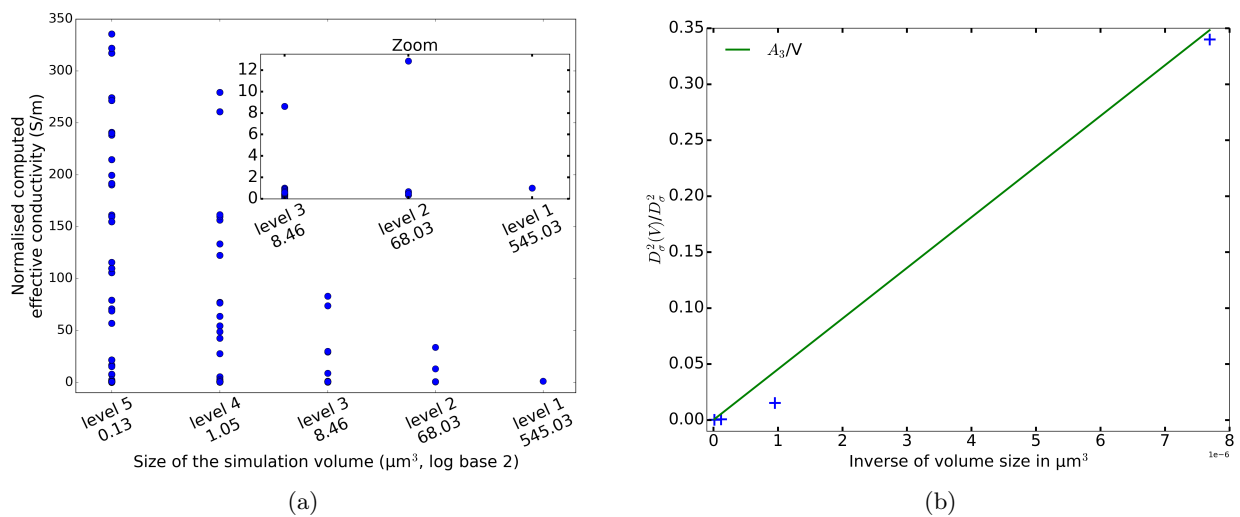 350
300
250
200
150
100
50
0
Normalised computed
effective conductivity (S/m)
Zoom
12
10
8
6
4
2
0
level 3
8.46
level 2
68.03
level 1
545.03
level 5
0.13
level 4
1.05
level 3
8.46
level 2
68.03
level 1
545.03
Size of the simulation volume (μm³, log base 2)
(a)
0.35
0.30
0.25
0.20
0.15
0.10
0.05
0.00
D²σ(V)/D²σ
A₃/V
0 1 2 3 4 5 6 7 8
1e-6
Inverse of volume size in μm³
(b)